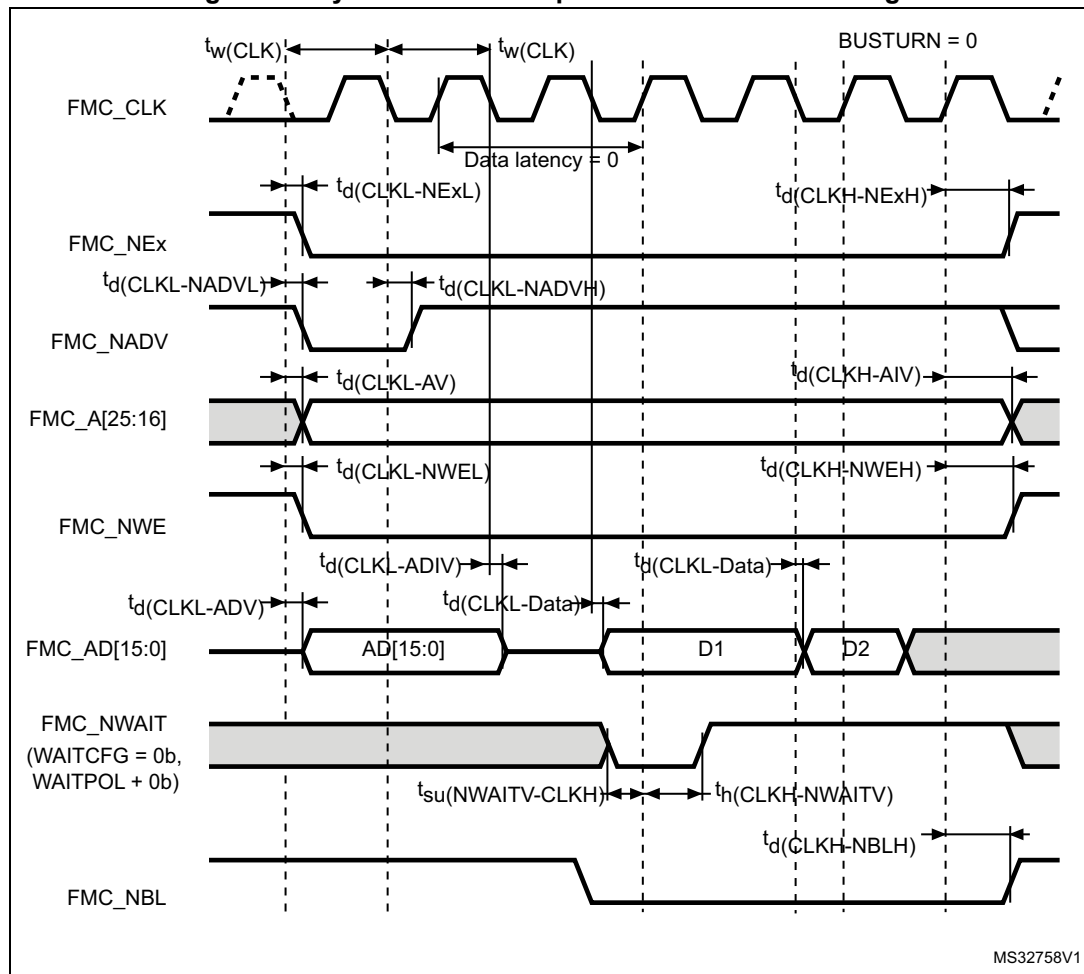 tw(CLK) tw(CLK) BUSTURN = 0
FMC_CLK
Data latency = 0
td(CLKL-NExL) td(CLKH-NExH)
FMC_NEx
td(CLKL-NADVL) td(CLKL-NADVH)
FMC_NADV
td(CLKL-AV) td(CLKH-AIV)
FMC_A[25:16]
td(CLKL-NWEL) td(CLKH-NWEH)
FMC_NWE
td(CLKL-ADIV) td(CLKL-Data)
td(CLKL-ADV) td(CLKL-Data)
FMC_AD[15:0] AD[15:0] D1 D2
FMC_NWAIT
(WAITCFG = 0b,
WAITPOL + 0b)
tsu(NWAITV-CLKH) th(CLKH-NWAITV)
td(CLKH-NBLH)
FMC_NBL
MS32758V1